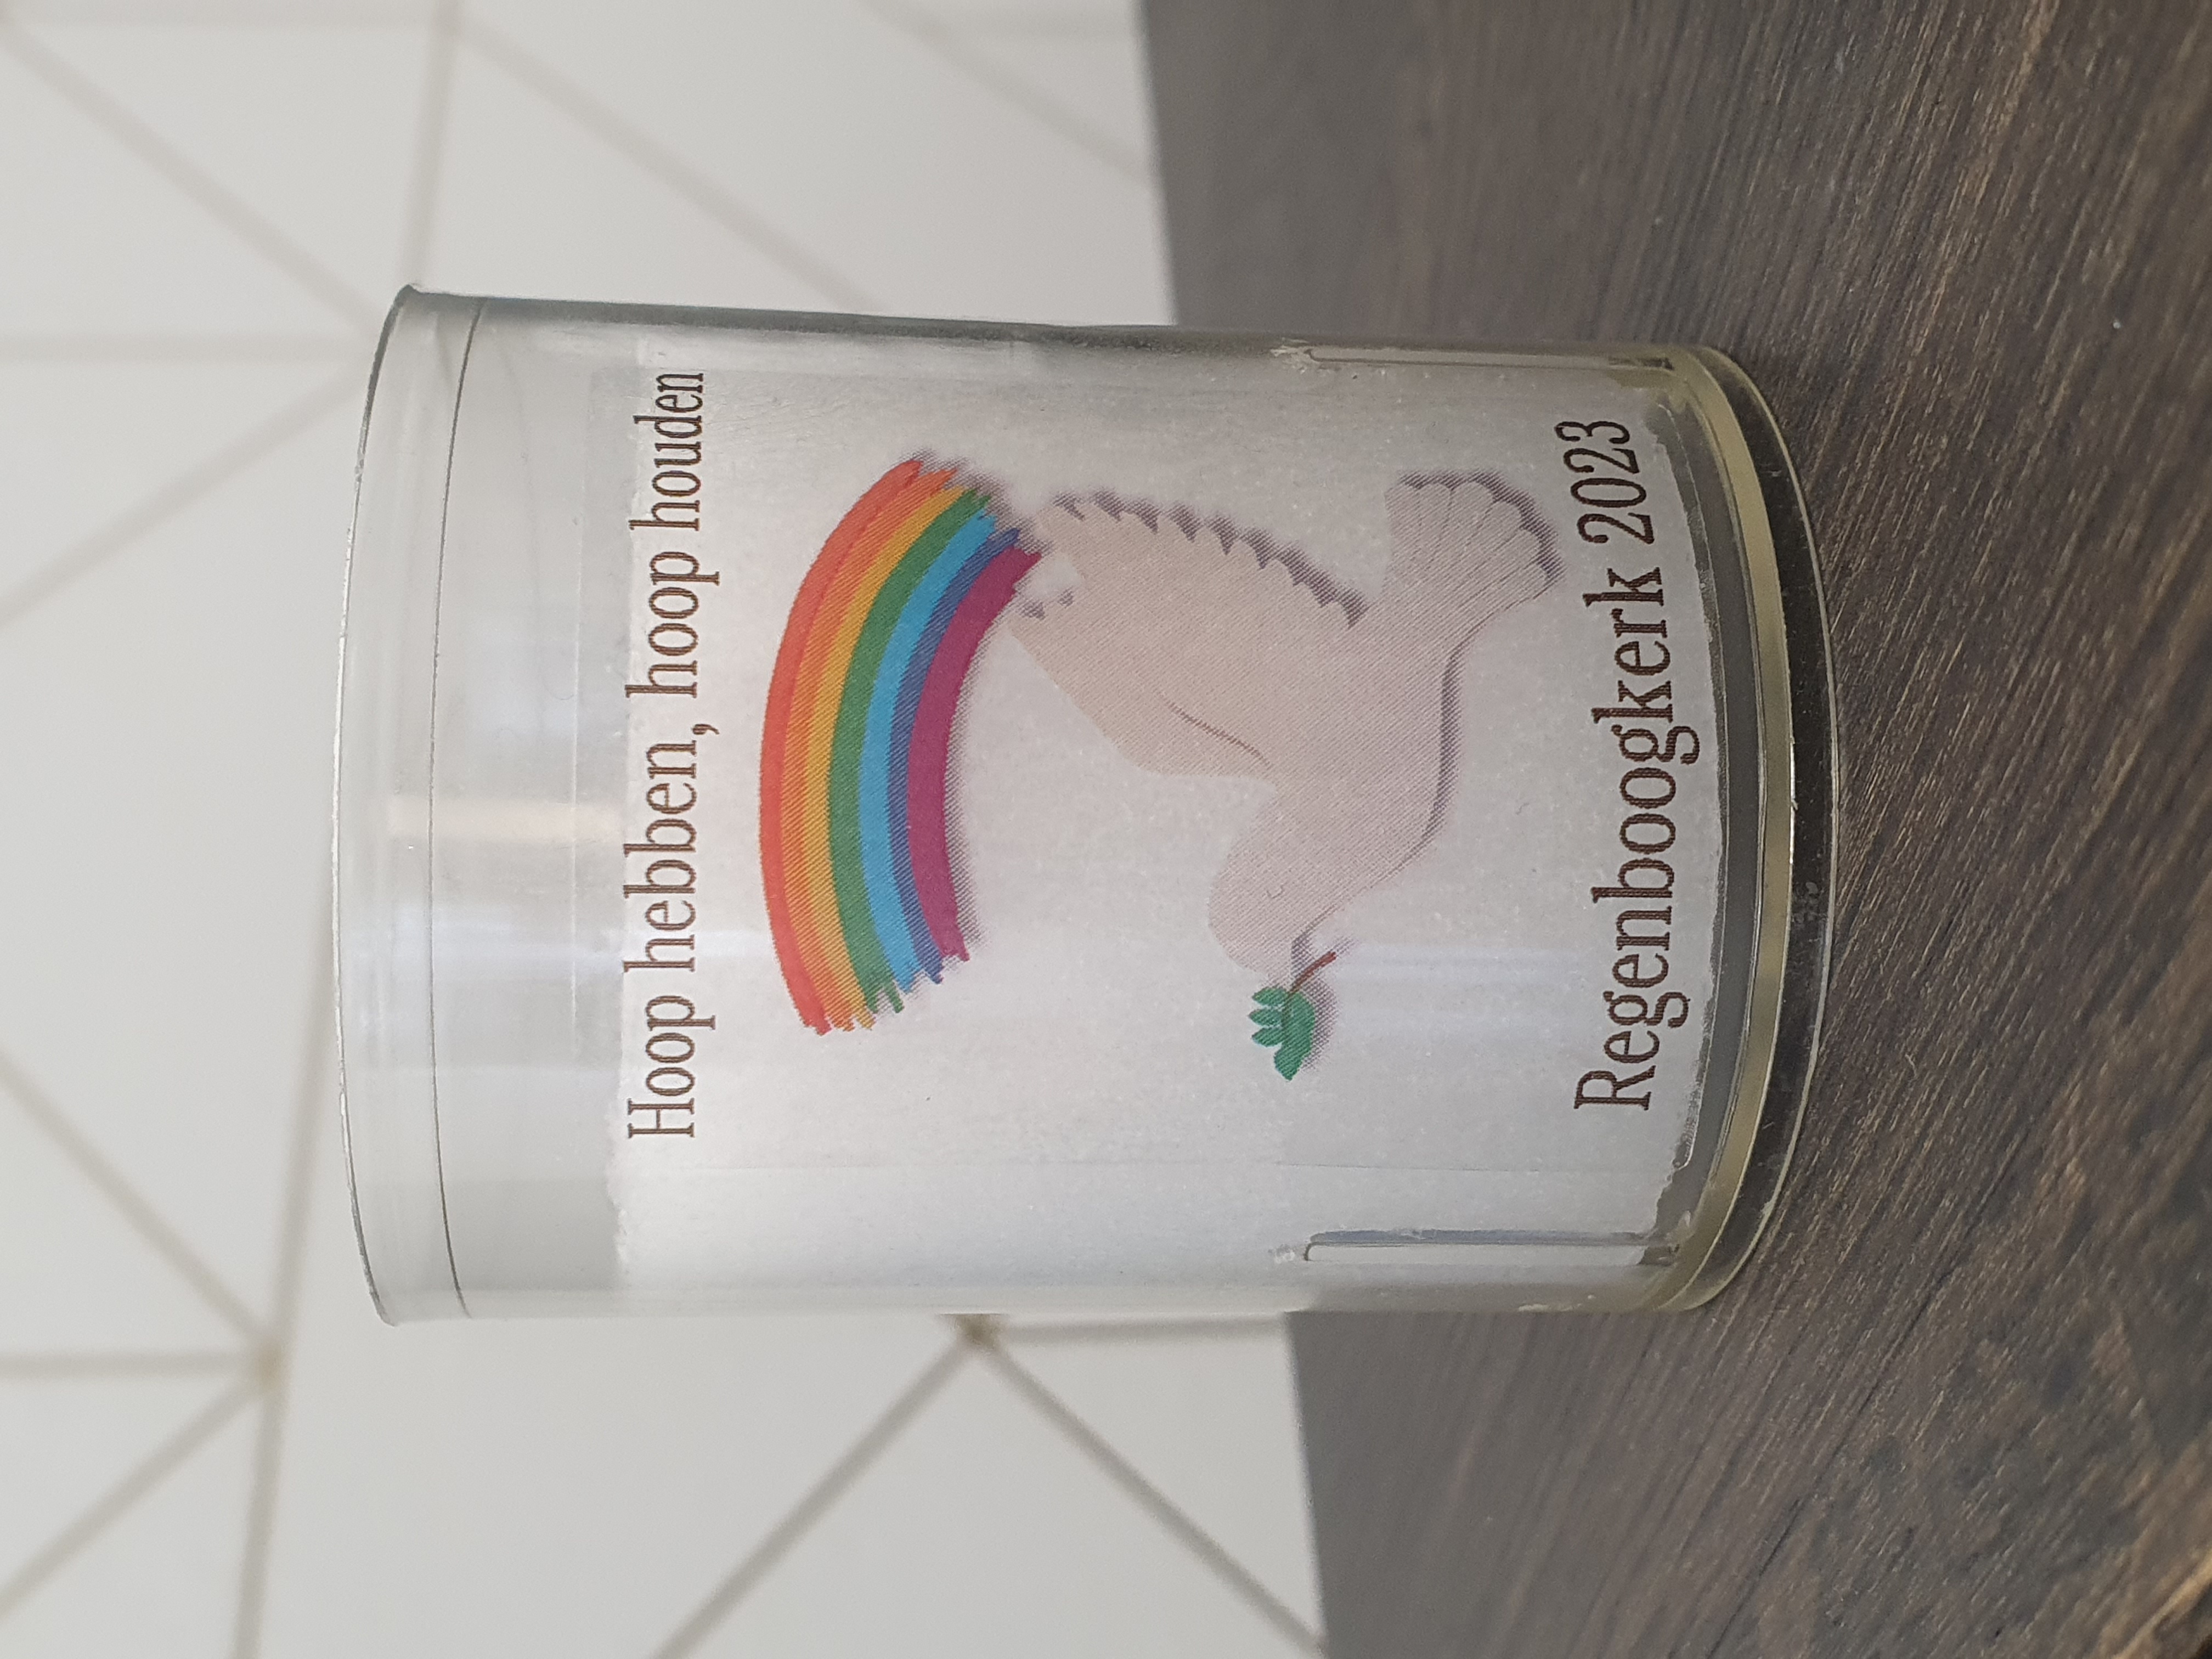 Hoop hebben, hoop houden
Regenboogkerk 2023